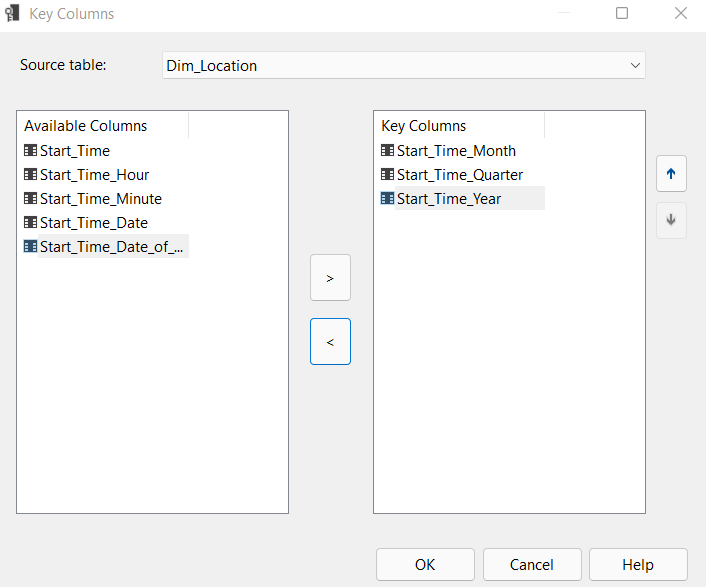 Key Columns
Source table:
Dim_Location
Available Columns
Start_Time
Start_Time_Hour
Start_Time_Minute
Start_Time_Date
Start_Time_Date_of_...
>
<
Key Columns
Start_Time_Month
Start_Time_Quarter
Start_Time_Year
OK
Cancel
Help